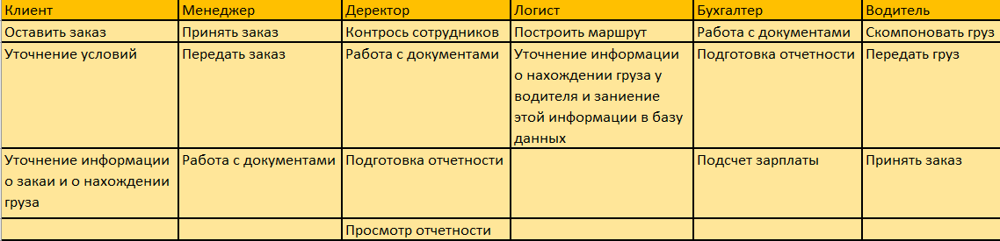 Клиент Менеджер Деректор Логист Бухгалтер Водитель
Оставить заказ Принять заказ Контрось сотрудников Построить маршрут Работа с документами Скомпоновать груз
Уточнение условий Передать заказ Работа с документами Уточнение информации Подготовка отчетности Передать груз
о нахождении груза у
водителя и заниение
этой информации в базу
данных
Уточнение информации Работа с документами Подготовка отчетности Подсчет зарплаты Принять заказ
о закаи и о нахождении
груза
Просмотр отчетности